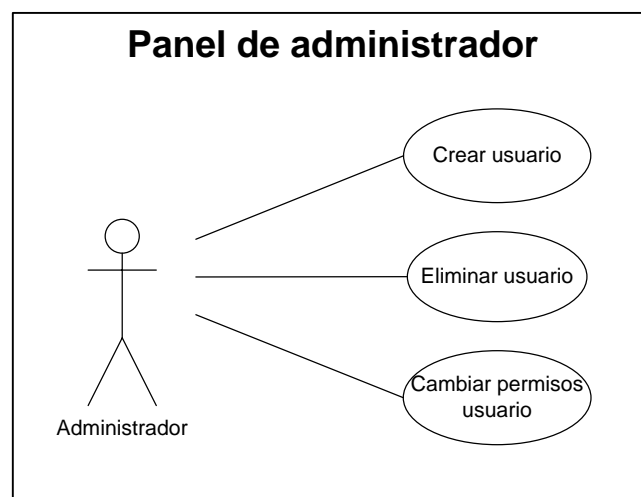 Panel de administrador
Crear usuario
Eliminar usuario
Cambiar permisos
usuario
Administrador